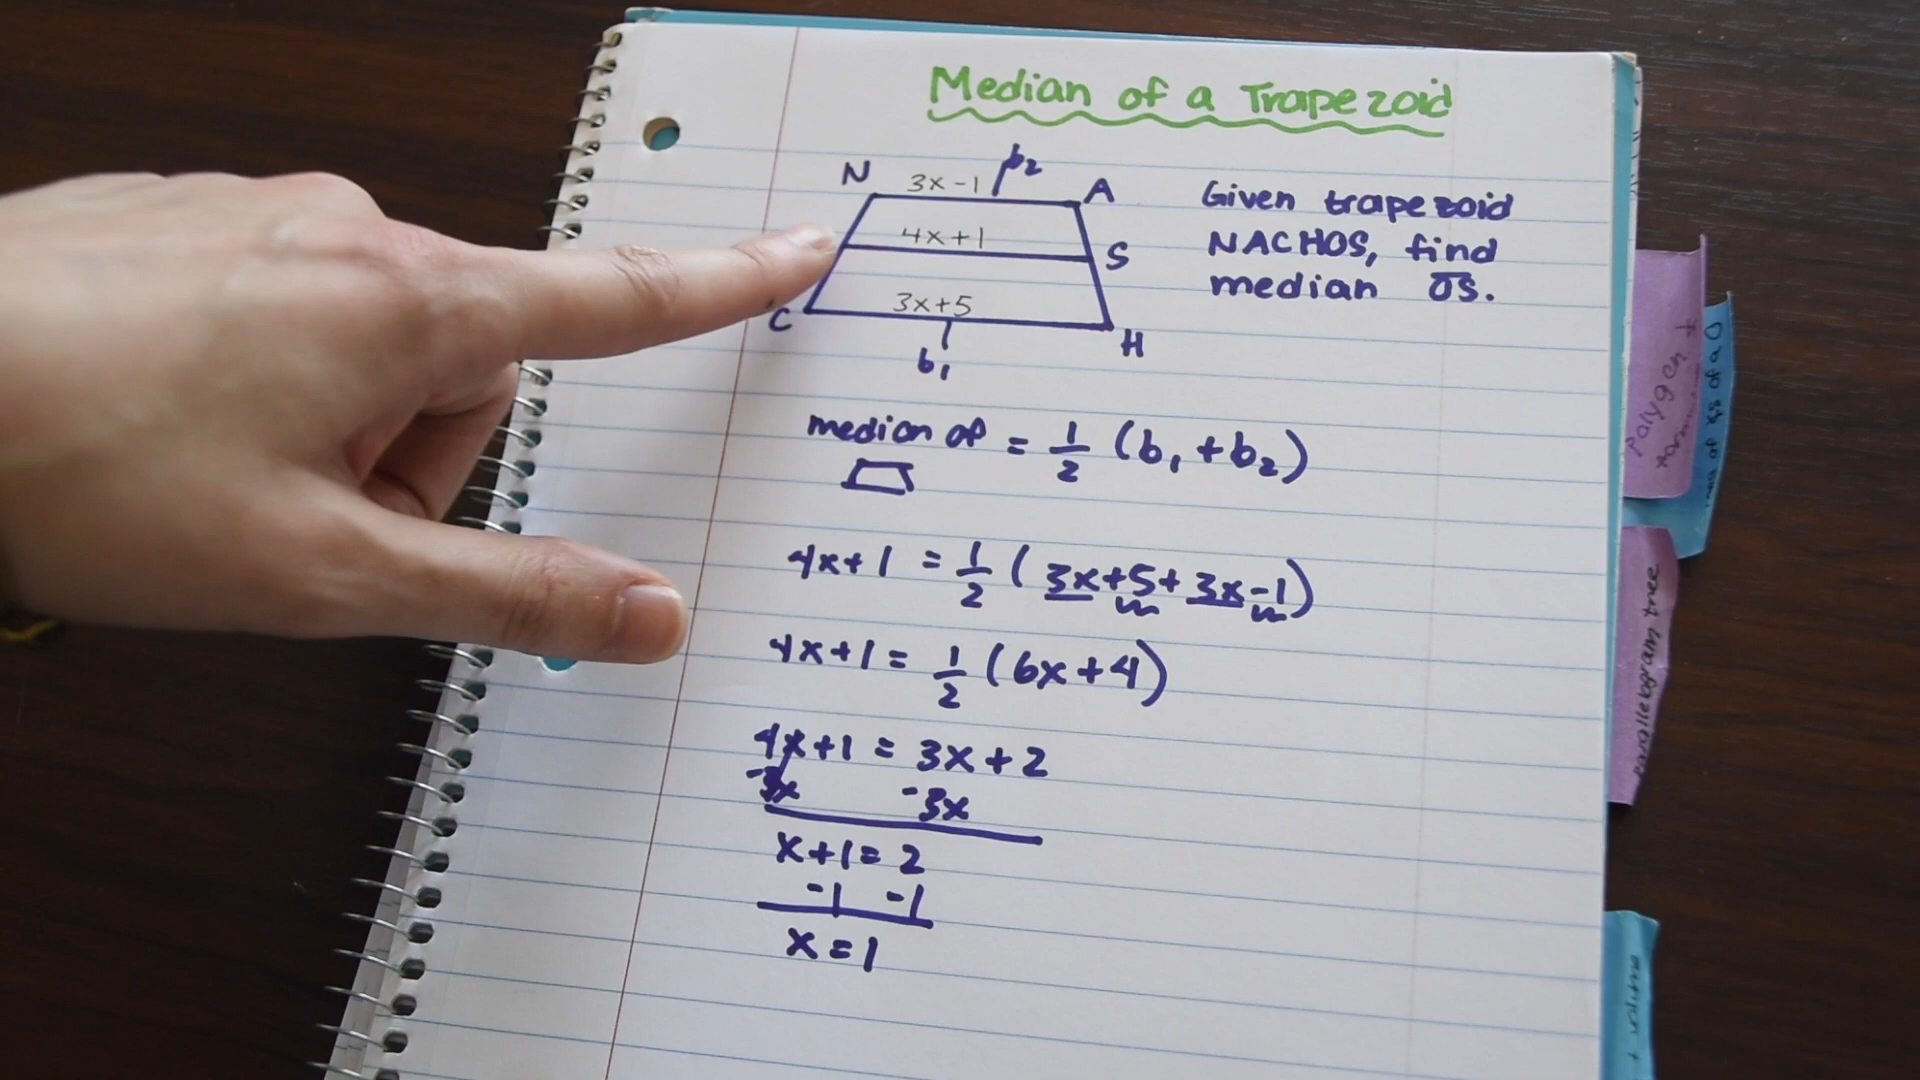 Median of a Trapezoid
N 3x-1 b₂ A
4x+1 S
3x+5
C H
b₁
Given trapezoid
NACHOS, find
median O̅S̅.
median of = 1/2 (b₁+b₂)
4x+1 = 1/2 (3x+5+3x-1)
4x+1 = 1/2 (6x+4)
4x+1 = 3x+2
-3x -3x
x+1=2
-1 -1
x=1
Polygon
parallelogram tree